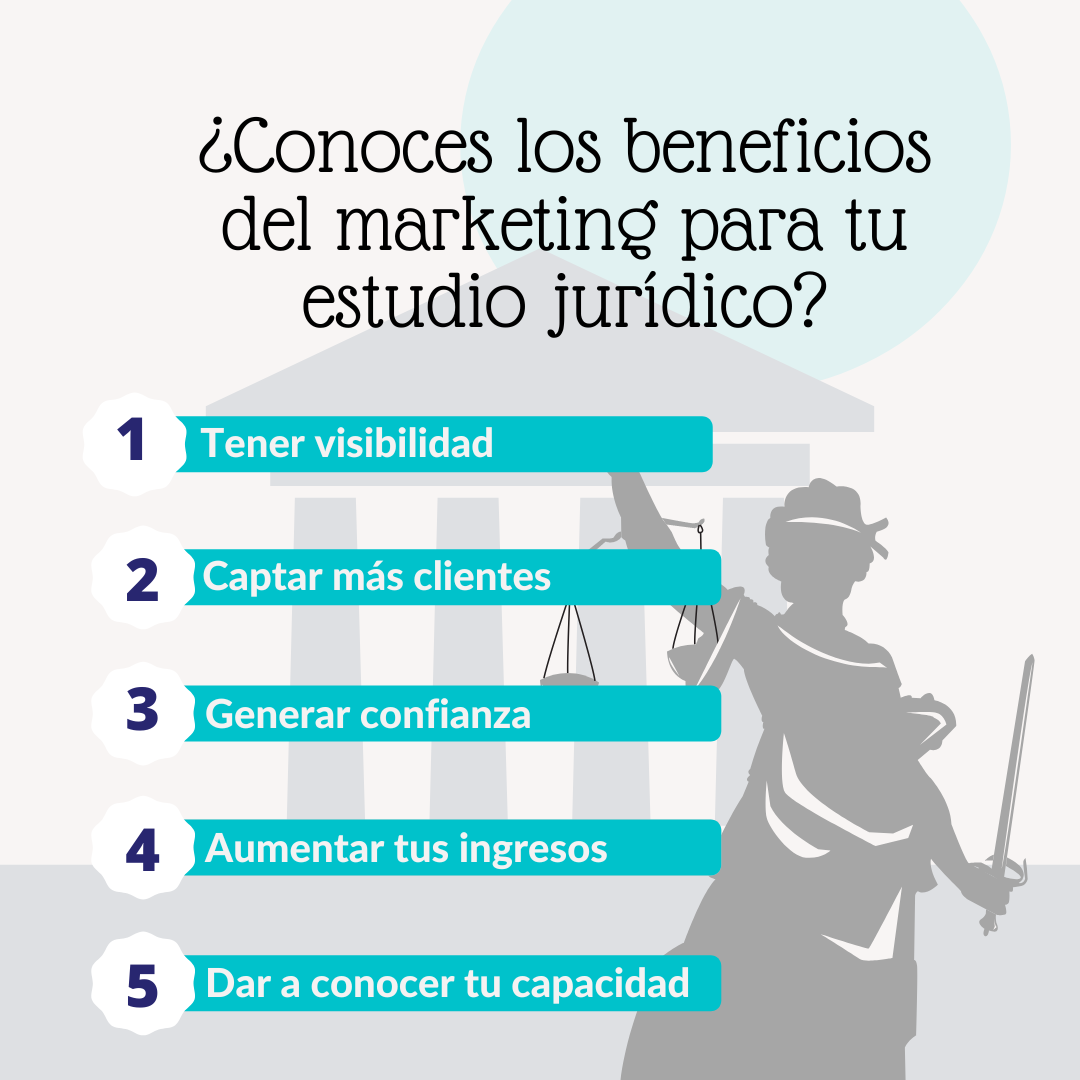 ¿Conoces los beneficios
del marketing para tu
estudio jurídico?
1 Tener visibilidad
2 Captar más clientes
3 Generar confianza
4 Aumentar tus ingresos
5 Dar a conocer tu capacidad